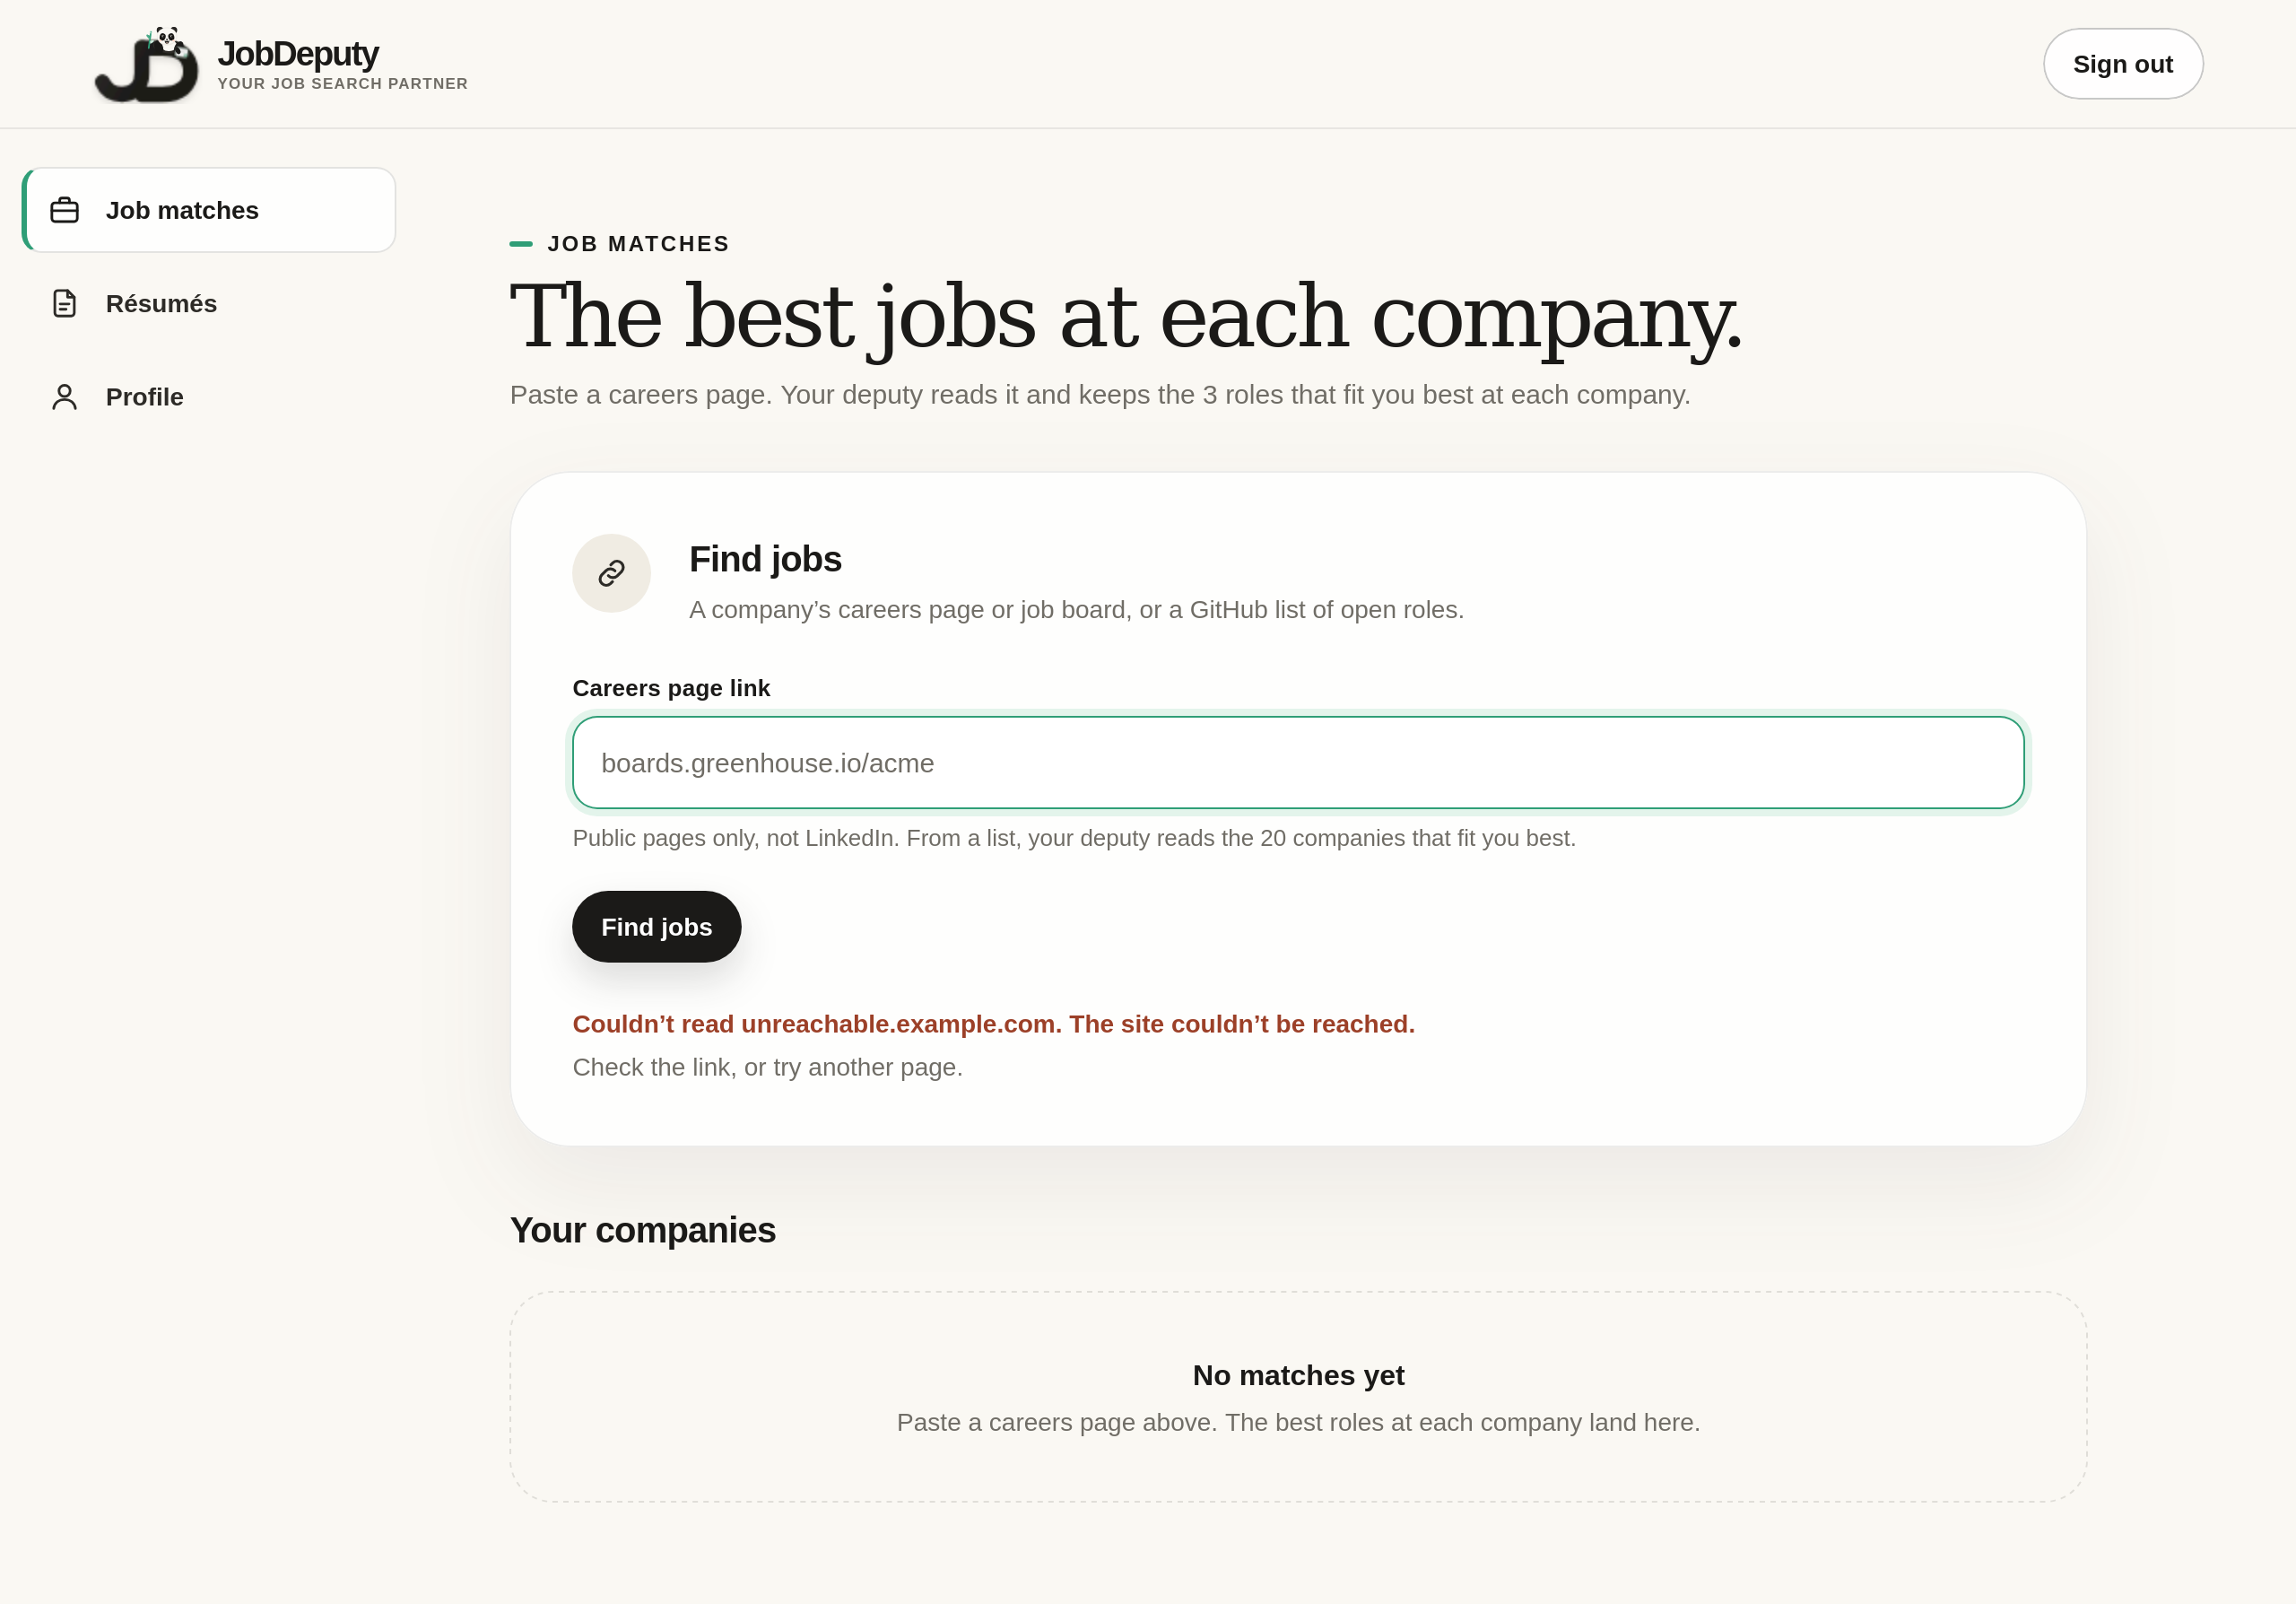 JobDeputy
YOUR JOB SEARCH PARTNER
Sign out
Job matches
Résumés
Profile
JOB MATCHES
The best jobs at each company.
Paste a careers page. Your deputy reads it and keeps the 3 roles that fit you best at each company.
Find jobs
A company’s careers page or job board, or a GitHub list of open roles.
Careers page link
boards.greenhouse.io/acme
Public pages only, not LinkedIn. From a list, your deputy reads the 20 companies that fit you best.
Find jobs
Couldn’t read unreachable.example.com. The site couldn’t be reached.
Check the link, or try another page.
Your companies
No matches yet
Paste a careers page above. The best roles at each company land here.